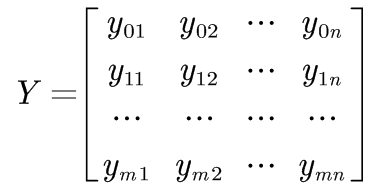 y₀₁ y₀₂ ⋯ y₀ₙ
Y = y₁₁ y₁₂ ⋯ y₁ₙ
⋯ ⋯ ⋯ ⋯
yₘ₁ yₘ₂ ⋯ yₘₙ